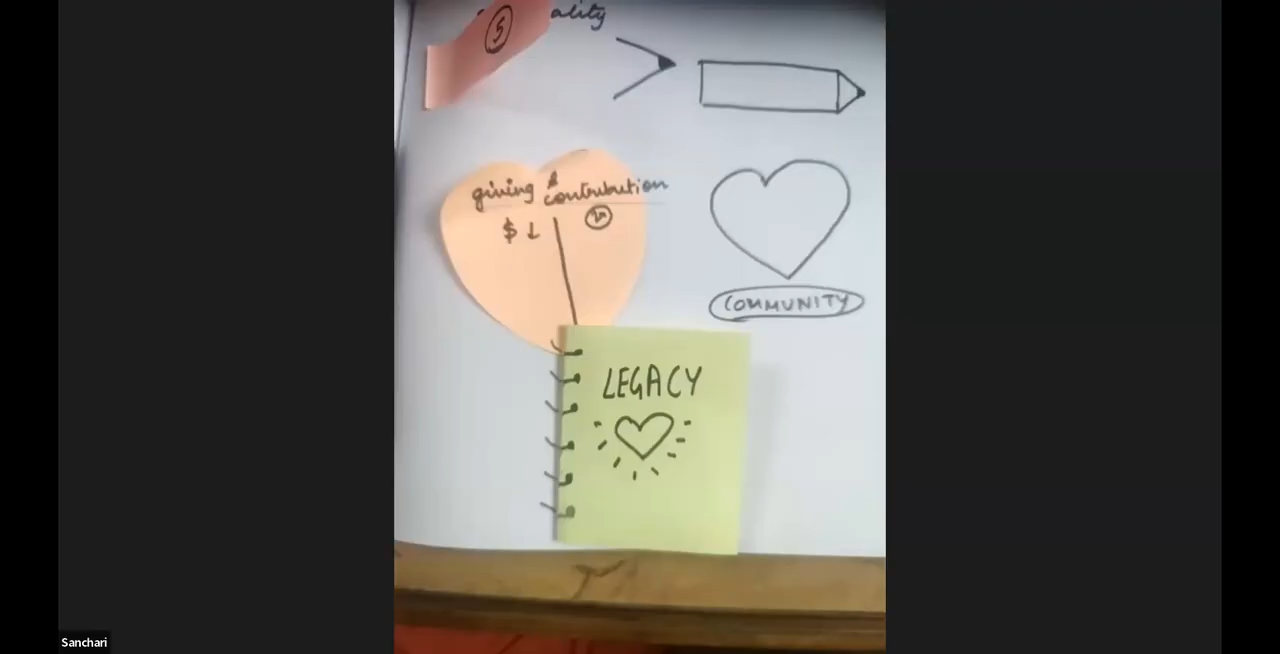 5
ality
giving & contribution
$ ↓
COMMUNITY
LEGACY
Sanchari